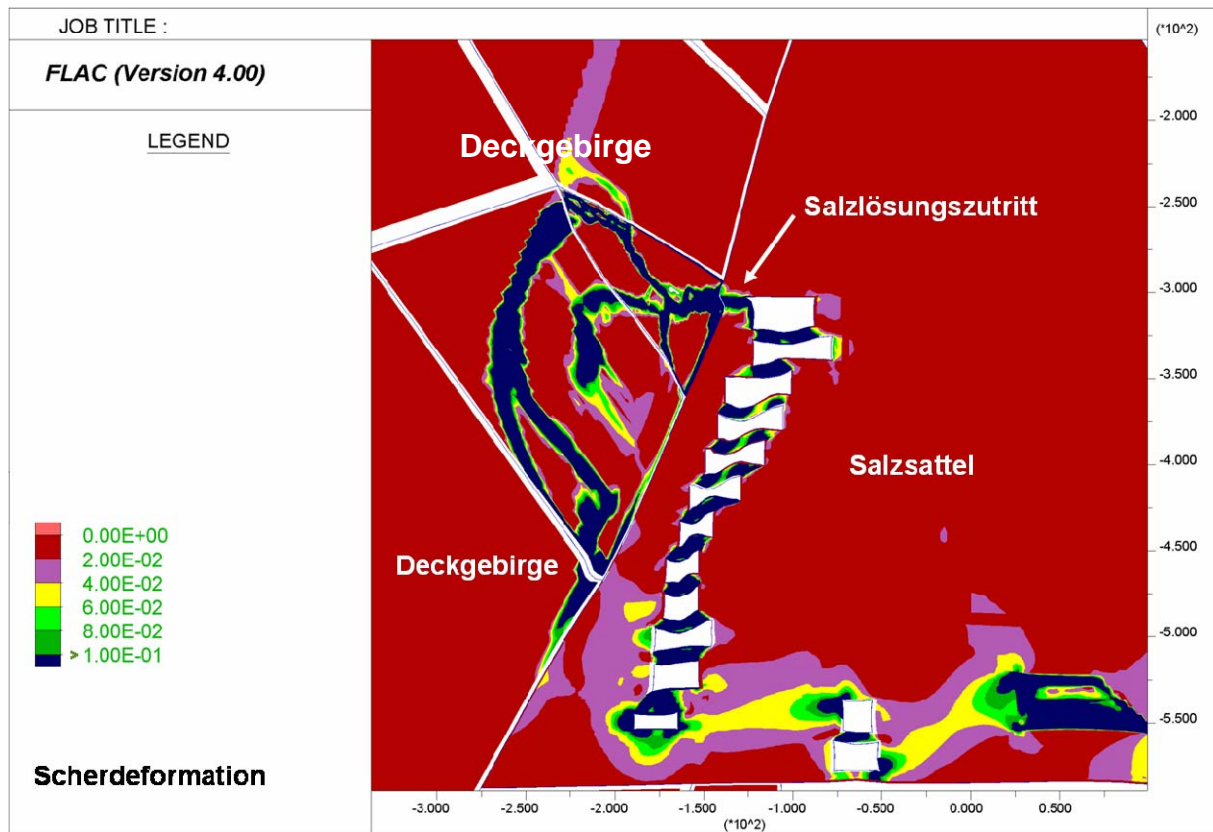 JOB TITLE :
FLAC (Version 4.00)
LEGEND
0.00E+00
2.00E-02
4.00E-02
6.00E-02
8.00E-02
> 1.00E-01
Scherdeformation
Deckgebirge
Salzlösungszutritt
Salzsattel
Deckgebirge
(*10^2)
-2.000
-2.500
-3.000
-3.500
-4.000
-4.500
-5.000
-5.500
-3.000
-2.500
-2.000
-1.500
-1.000
-0.500
0.000
0.500
(*10^2)